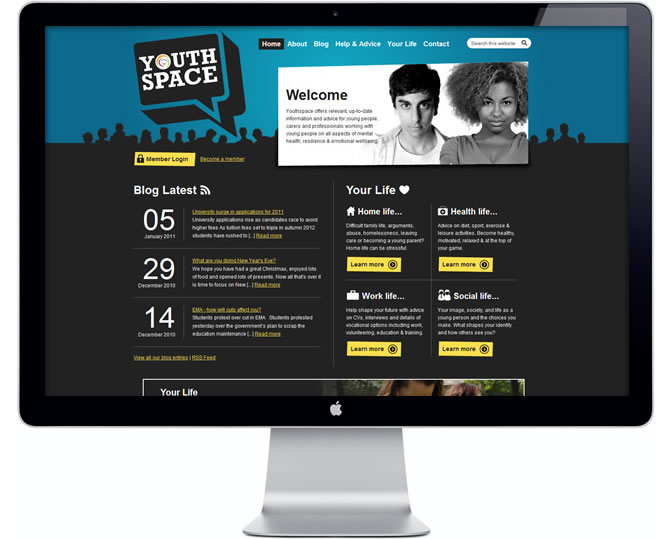 YOUTH
SPACE
Home About Blog Help & Advice Your Life Contact
Search this website
Welcome
Youthspace offers relevant, up-to-date
information and advice for young people,
carers and professionals working with
young people on all aspects of mental
health, resilience & emotional wellbeing.
Member Login
Become a member
Blog Latest
05
January 2011
University surge in applications for 2011
University applications rise as candidates race to avoid
higher fees As tuition fees set to triple in autumn 2012
students have rushed to [...] Read more
29
December 2010
What are you doing New Year's Eve?
We hope you have had a great Christmas, enjoyed lots
of food and opened lots of presents. Now all that's over it
is time to focus on New [...] Read more
14
December 2010
EMA - how will cuts affect you?
Students protest over cut in EMA Students protested
yesterday over the government's plan to scrap the
education maintenance [...] Read more
View all our blog entries | RSS Feed
Your Life
Home life...
Difficult family life, arguments,
abuse, homelessness, leaving
care or becoming a young parent?
Home life can be stressful.
Learn more
Health life...
Advice on diet, sport, exercise &
leisure activities. Become healthy,
motivated, relaxed & at the top of
your game.
Learn more
Work life...
Help shape your future with advice
on CVs, interviews and details of
vocational options including work,
volunteering, education & training.
Learn more
Social life...
Your image, society, and life as a
young person and the choices you
make. What shapes your identity
and how others see you?
Learn more
Your Life